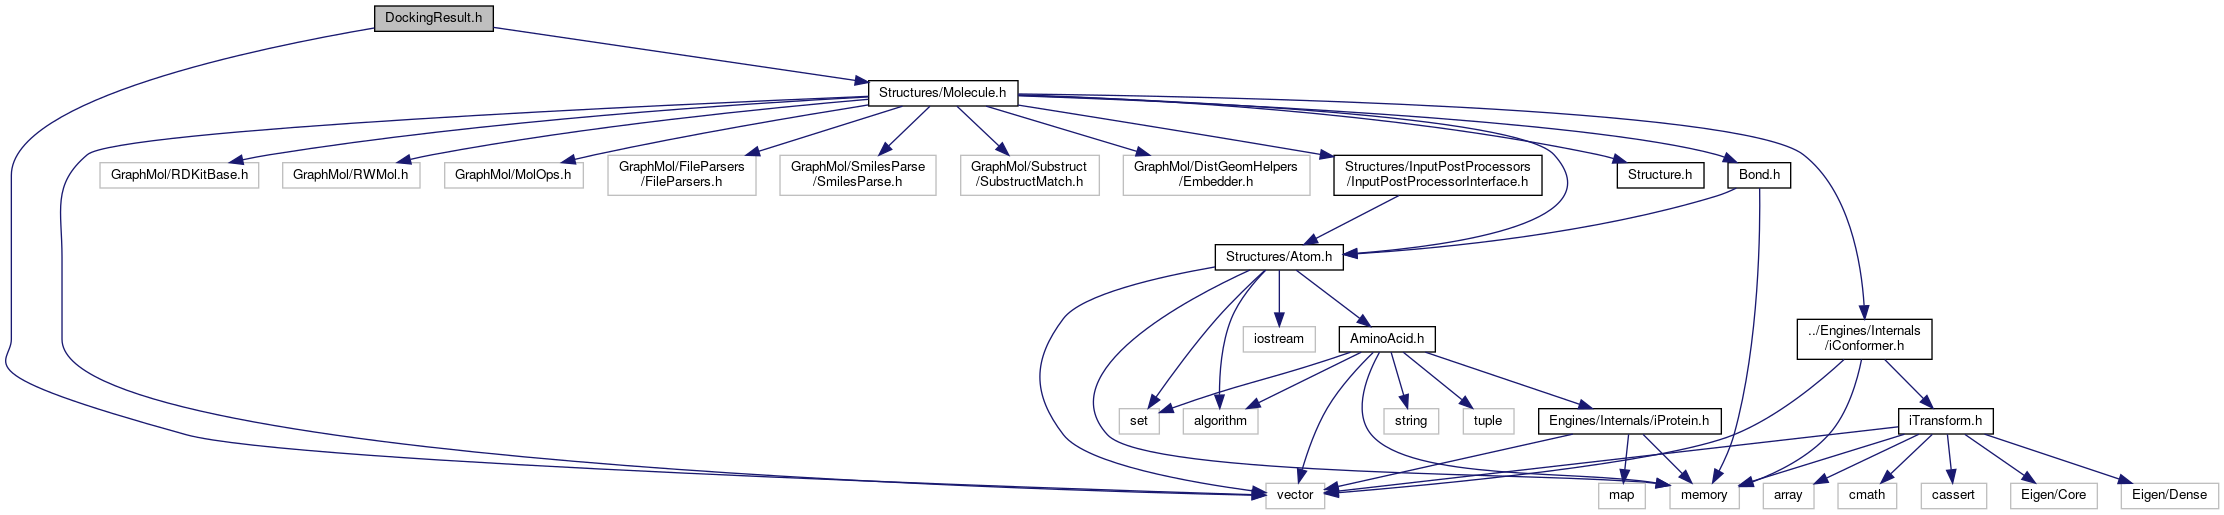 DockingResult.h
Structures/Molecule.h
GraphMol/RDKitBase.h
GraphMol/RWMol.h
GraphMol/MolOps.h
GraphMol/FileParsers
/FileParsers.h
GraphMol/SmilesParse
/SmilesParse.h
GraphMol/Substruct
/SubstructMatch.h
GraphMol/DistGeomHelpers
/Embedder.h
Structures/InputPostProcessors
/InputPostProcessorInterface.h
Structure.h
Bond.h
Structures/Atom.h
iostream
AminoAcid.h
../Engines/Internals
/iConformer.h
set
algorithm
string
tuple
Engines/Internals/iProtein.h
iTransform.h
vector
map
memory
array
cmath
cassert
Eigen/Core
Eigen/Dense